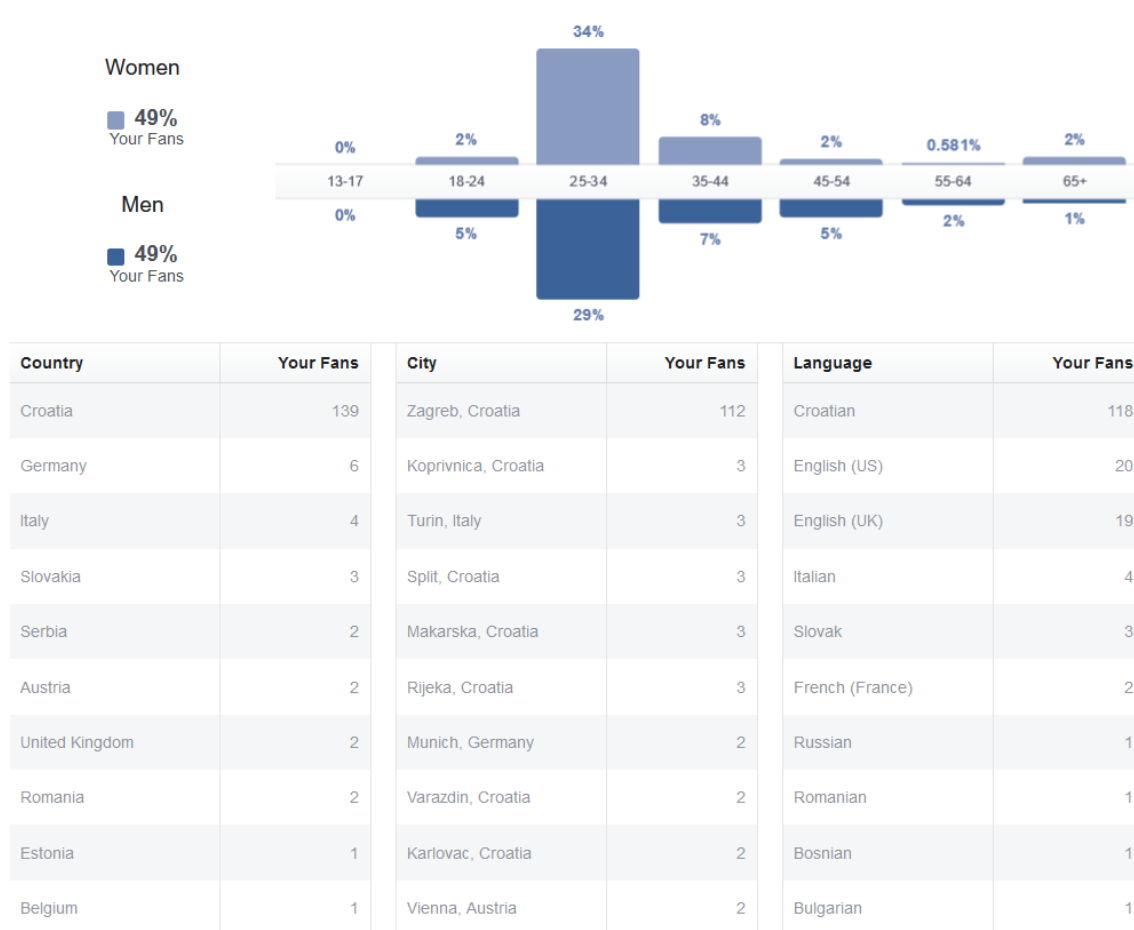 34%
Women
49%
Your Fans
0% 2% 8% 2% 0.581% 2%
13-17 18-24 25-34 35-44 45-54 55-64 65+
Men
0% 5% 7% 5% 2% 1%
49%
Your Fans
29%
Country Your Fans City Your Fans Language Your Fans
Croatia 139 Zagreb, Croatia 112 Croatian 118
Germany 6 Koprivnica, Croatia 3 English (US) 20
Italy 4 Turin, Italy 3 English (UK) 19
Slovakia 3 Split, Croatia 3 Italian 4
Serbia 2 Makarska, Croatia 3 Slovak 3
Austria 2 Rijeka, Croatia 3 French (France) 2
United Kingdom 2 Munich, Germany 2 Russian 1
Romania 2 Varazdin, Croatia 2 Romanian 1
Estonia 1 Karlovac, Croatia 2 Bosnian 1
Belgium 1 Vienna, Austria 2 Bulgarian 1